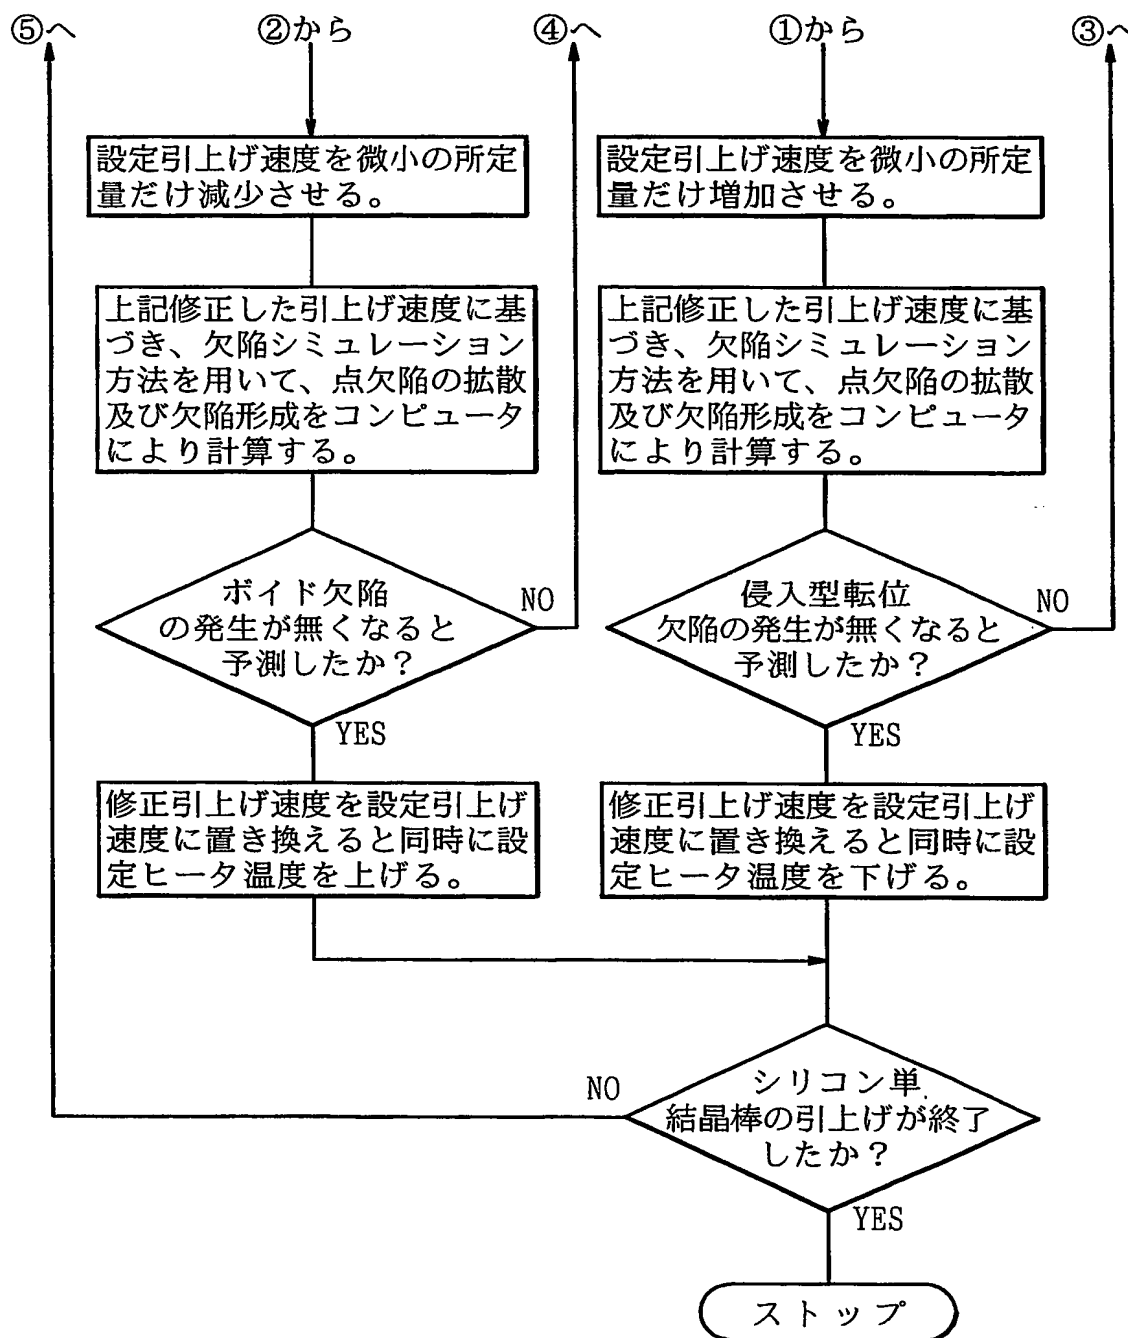 ⑤へ
②から
④へ
①から
③へ
設定引上げ速度を微小の所定
量だけ減少させる。
設定引上げ速度を微小の所定
量だけ増加させる。
上記修正した引上げ速度に基
づき、欠陥シミュレーション
方法を用いて、点欠陥の拡散
及び欠陥形成をコンピュータ
により計算する。
上記修正した引上げ速度に基
づき、欠陥シミュレーション
方法を用いて、点欠陥の拡散
及び欠陥形成をコンピュータ
により計算する。
ボイド欠陥
の発生が無くなると
予測したか?
NO
侵入型転位
欠陥の発生が無くなると
予測したか?
NO
YES
YES
修正引上げ速度を設定引上げ
速度に置き換えると同時に設
定ヒータ温度を上げる。
修正引上げ速度を設定引上げ
速度に置き換えると同時に設
定ヒータ温度を下げる。
NO
シリコン単
結晶棒の引上げが終了
したか?
YES
ストップ